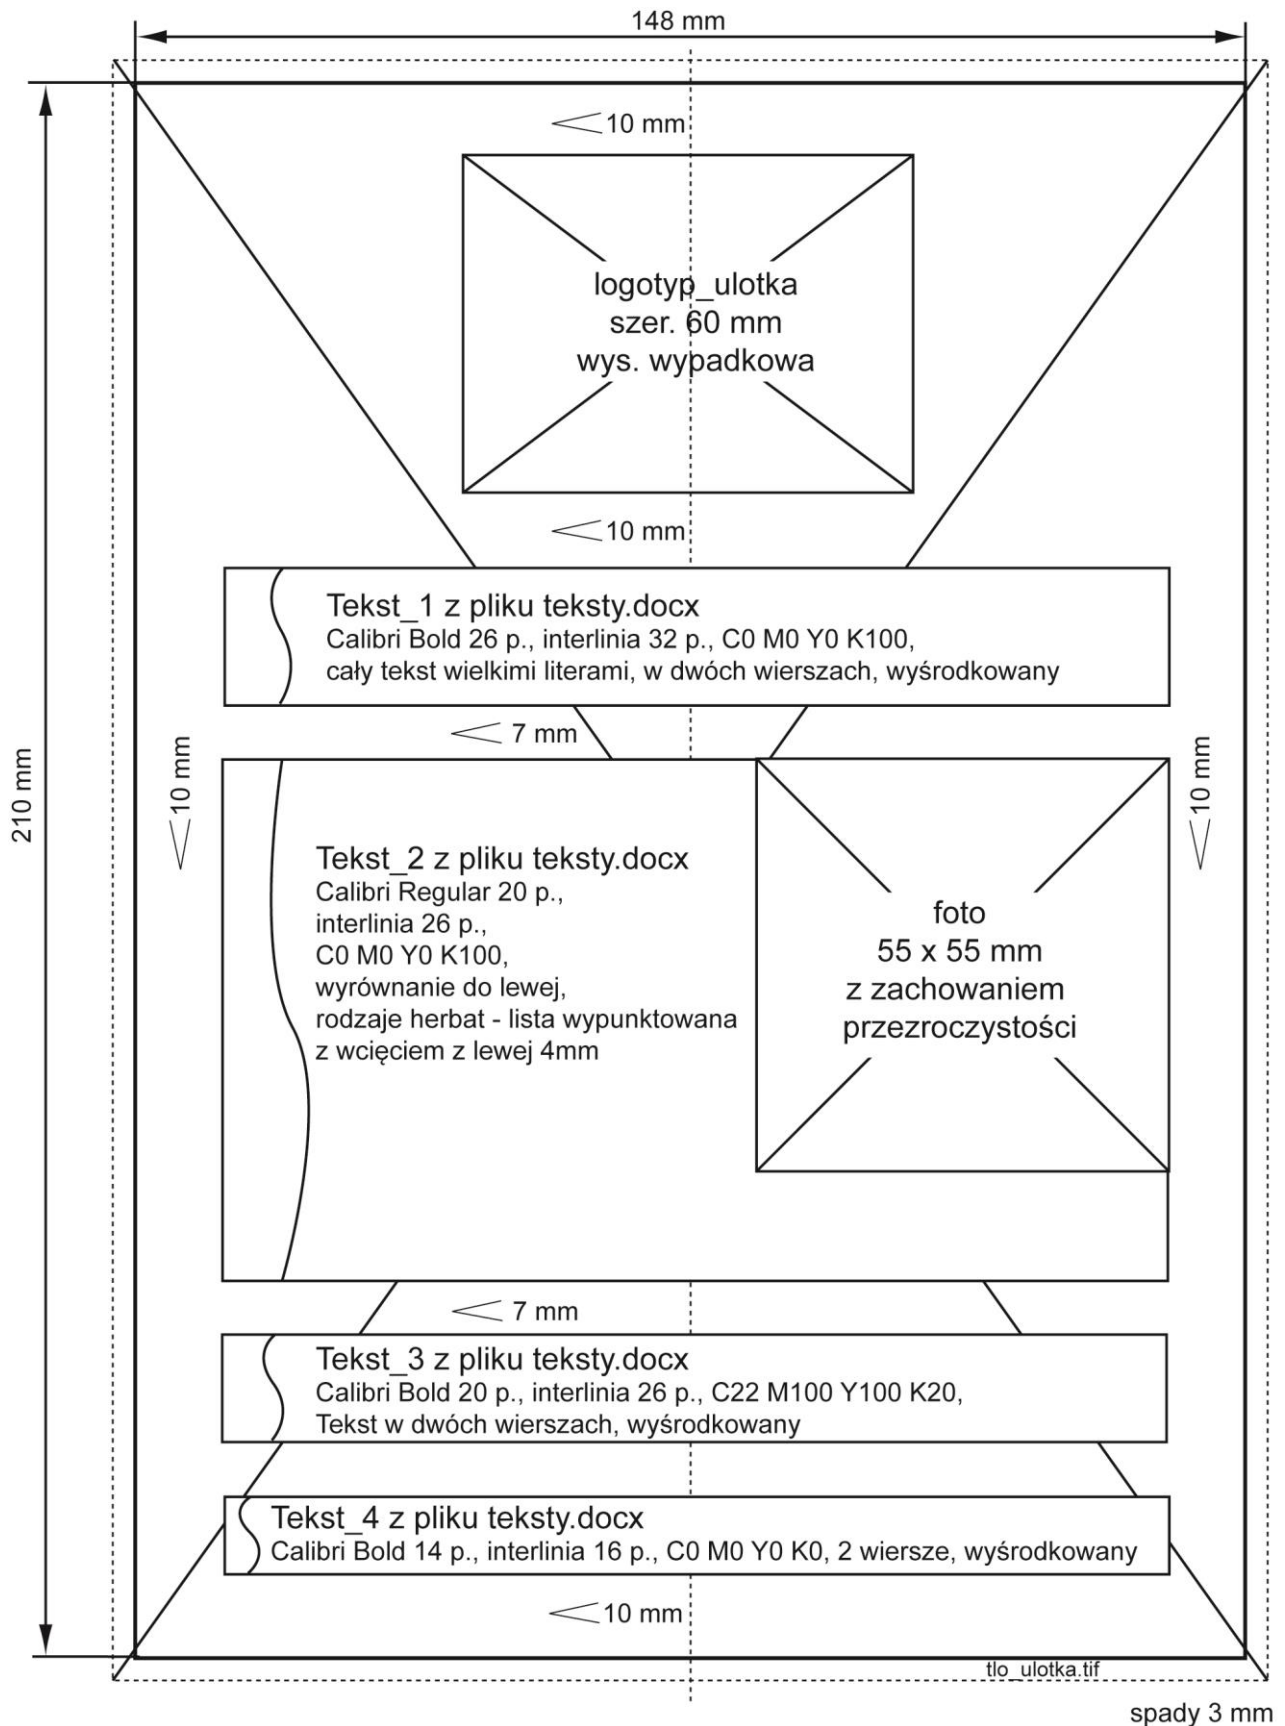 148 mm
10 mm
logotyp_ulotka
szer. 60 mm
wys. wypadkowa
10 mm
Tekst_1 z pliku teksty.docx
Calibri Bold 26 p., interlinia 32 p., C0 M0 Y0 K100,
cały tekst wielkimi literami, w dwóch wierszach, wyśrodkowany
7 mm
210 mm
10 mm
10 mm
Tekst_2 z pliku teksty.docx
Calibri Regular 20 p.,
interlinia 26 p.,
C0 M0 Y0 K100,
wyrównanie do lewej,
rodzaje herbat - lista wypunktowana
z wcięciem z lewej 4mm
foto
55 x 55 mm
z zachowaniem
przezroczystości
7 mm
Tekst_3 z pliku teksty.docx
Calibri Bold 20 p., interlinia 26 p., C22 M100 Y100 K20,
Tekst w dwóch wierszach, wyśrodkowany
Tekst_4 z pliku teksty.docx
Calibri Bold 14 p., interlinia 16 p., C0 M0 Y0 K0, 2 wiersze, wyśrodkowany
10 mm
tlo_ulotka.tif
spady 3 mm